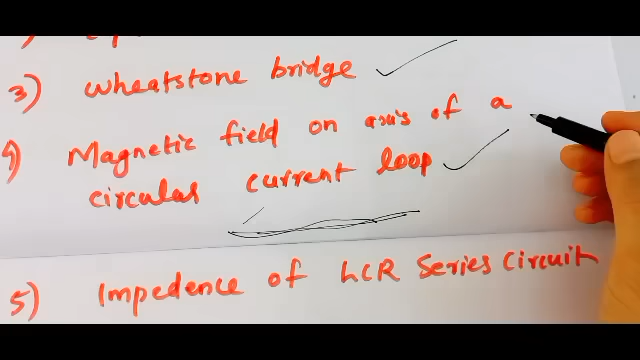 3) Wheatstone bridge
4) Magnetic field on axis of a
circular current loop
5) Impedence of LCR Series Circuit